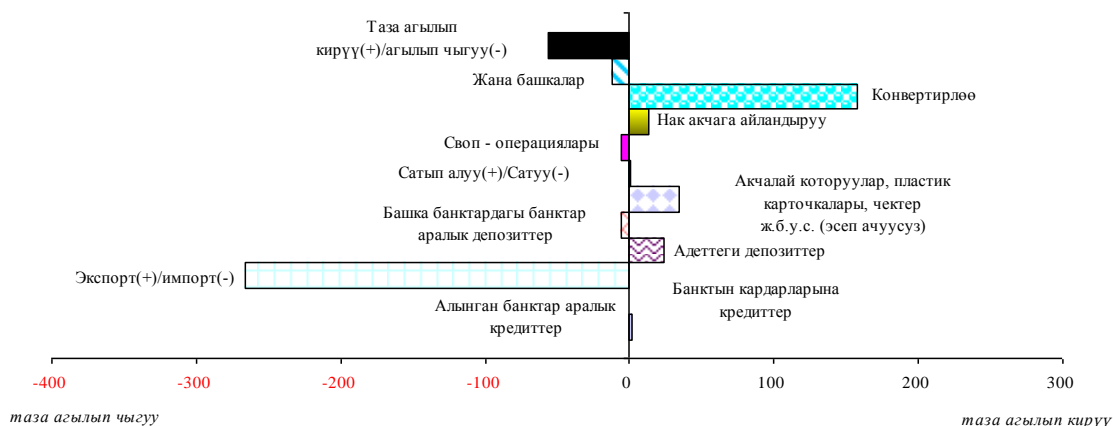 Таза агылып
кирүү(+)/агылып чыгуу(-)
Жана башкалар
Конвертирлөө
Нак акчага айландыруу
Своп - операциялары
Сатып алуу(+)/Сатуу(-)
Акчалай которуулар, пластик
карточкалары, чектер
ж.б.у.с. (эсеп ачуусуз)
Башка банктардагы банктар
аралык депозиттер
Адеттеги депозиттер
Экспорт(+)/импорт(-)
Банктын кардарларына
кредиттер
Алынган банктар аралык
кредиттер
-400 -300 -200 -100 0 100 200 300
таза агылып чыгуу
таза агылып кирүү